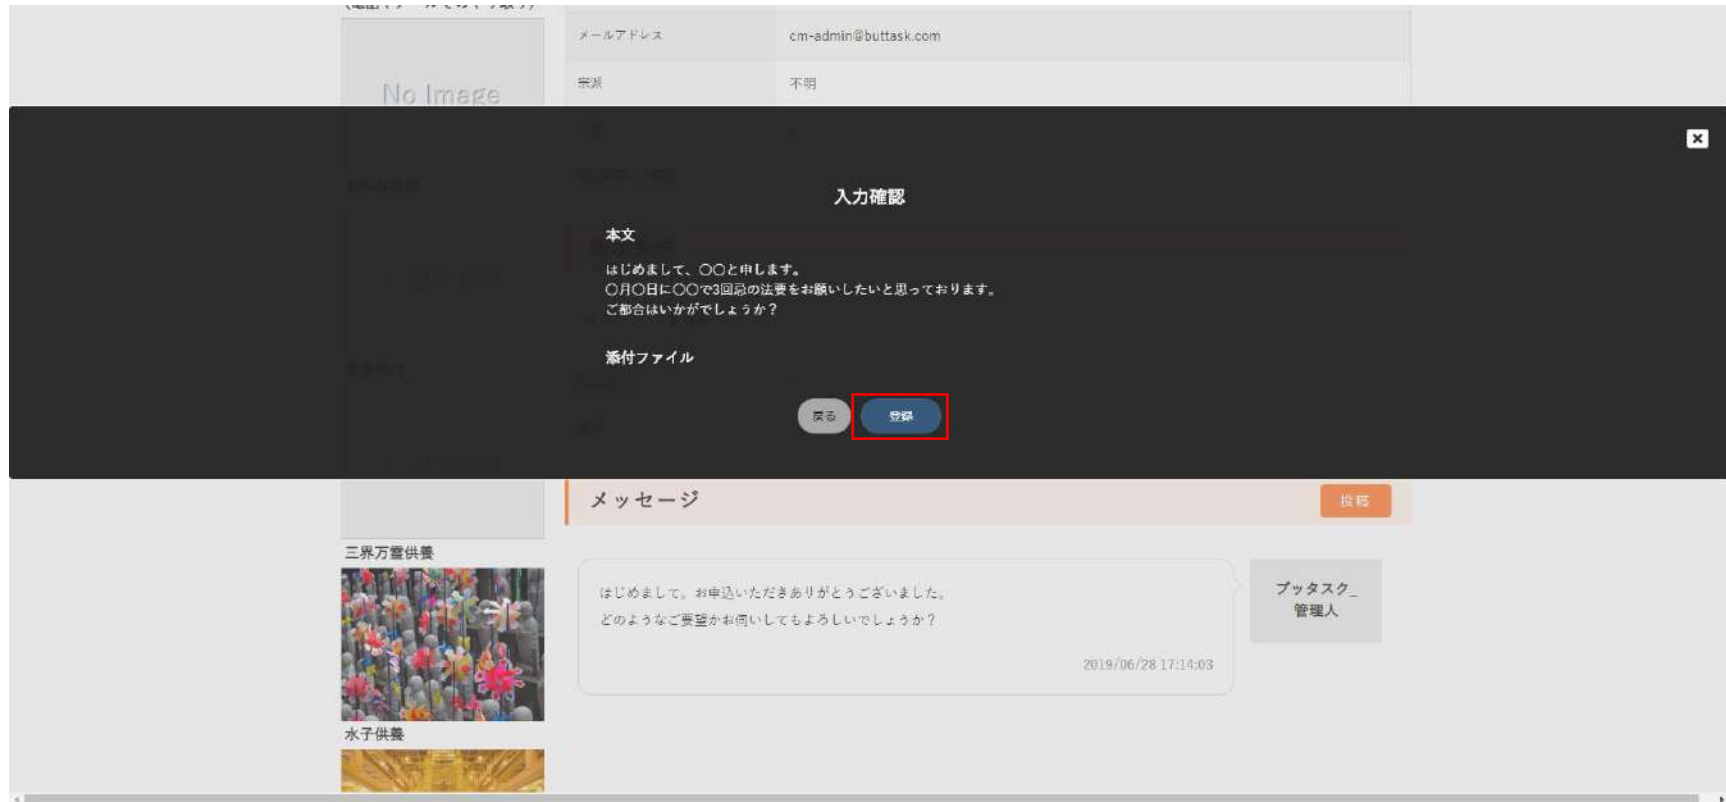 メールアドレス
cm-admin@buttask.com
宗派
不明
No Image
入力確認
本文
はじめまして、〇〇と申します。
〇月〇日に〇〇で3回忌の法要をお願いしたいと思っております。
ご都合はいかがでしょうか？
添付ファイル
戻る
登録
メッセージ
投稿
三界万霊供養
はじめまして。お申込いただきありがとうございました。
どのようなご要望かお伺いしてもよろしいでしょうか？
2019/06/28 17:14:03
ブッタスク_
管理人
水子供養